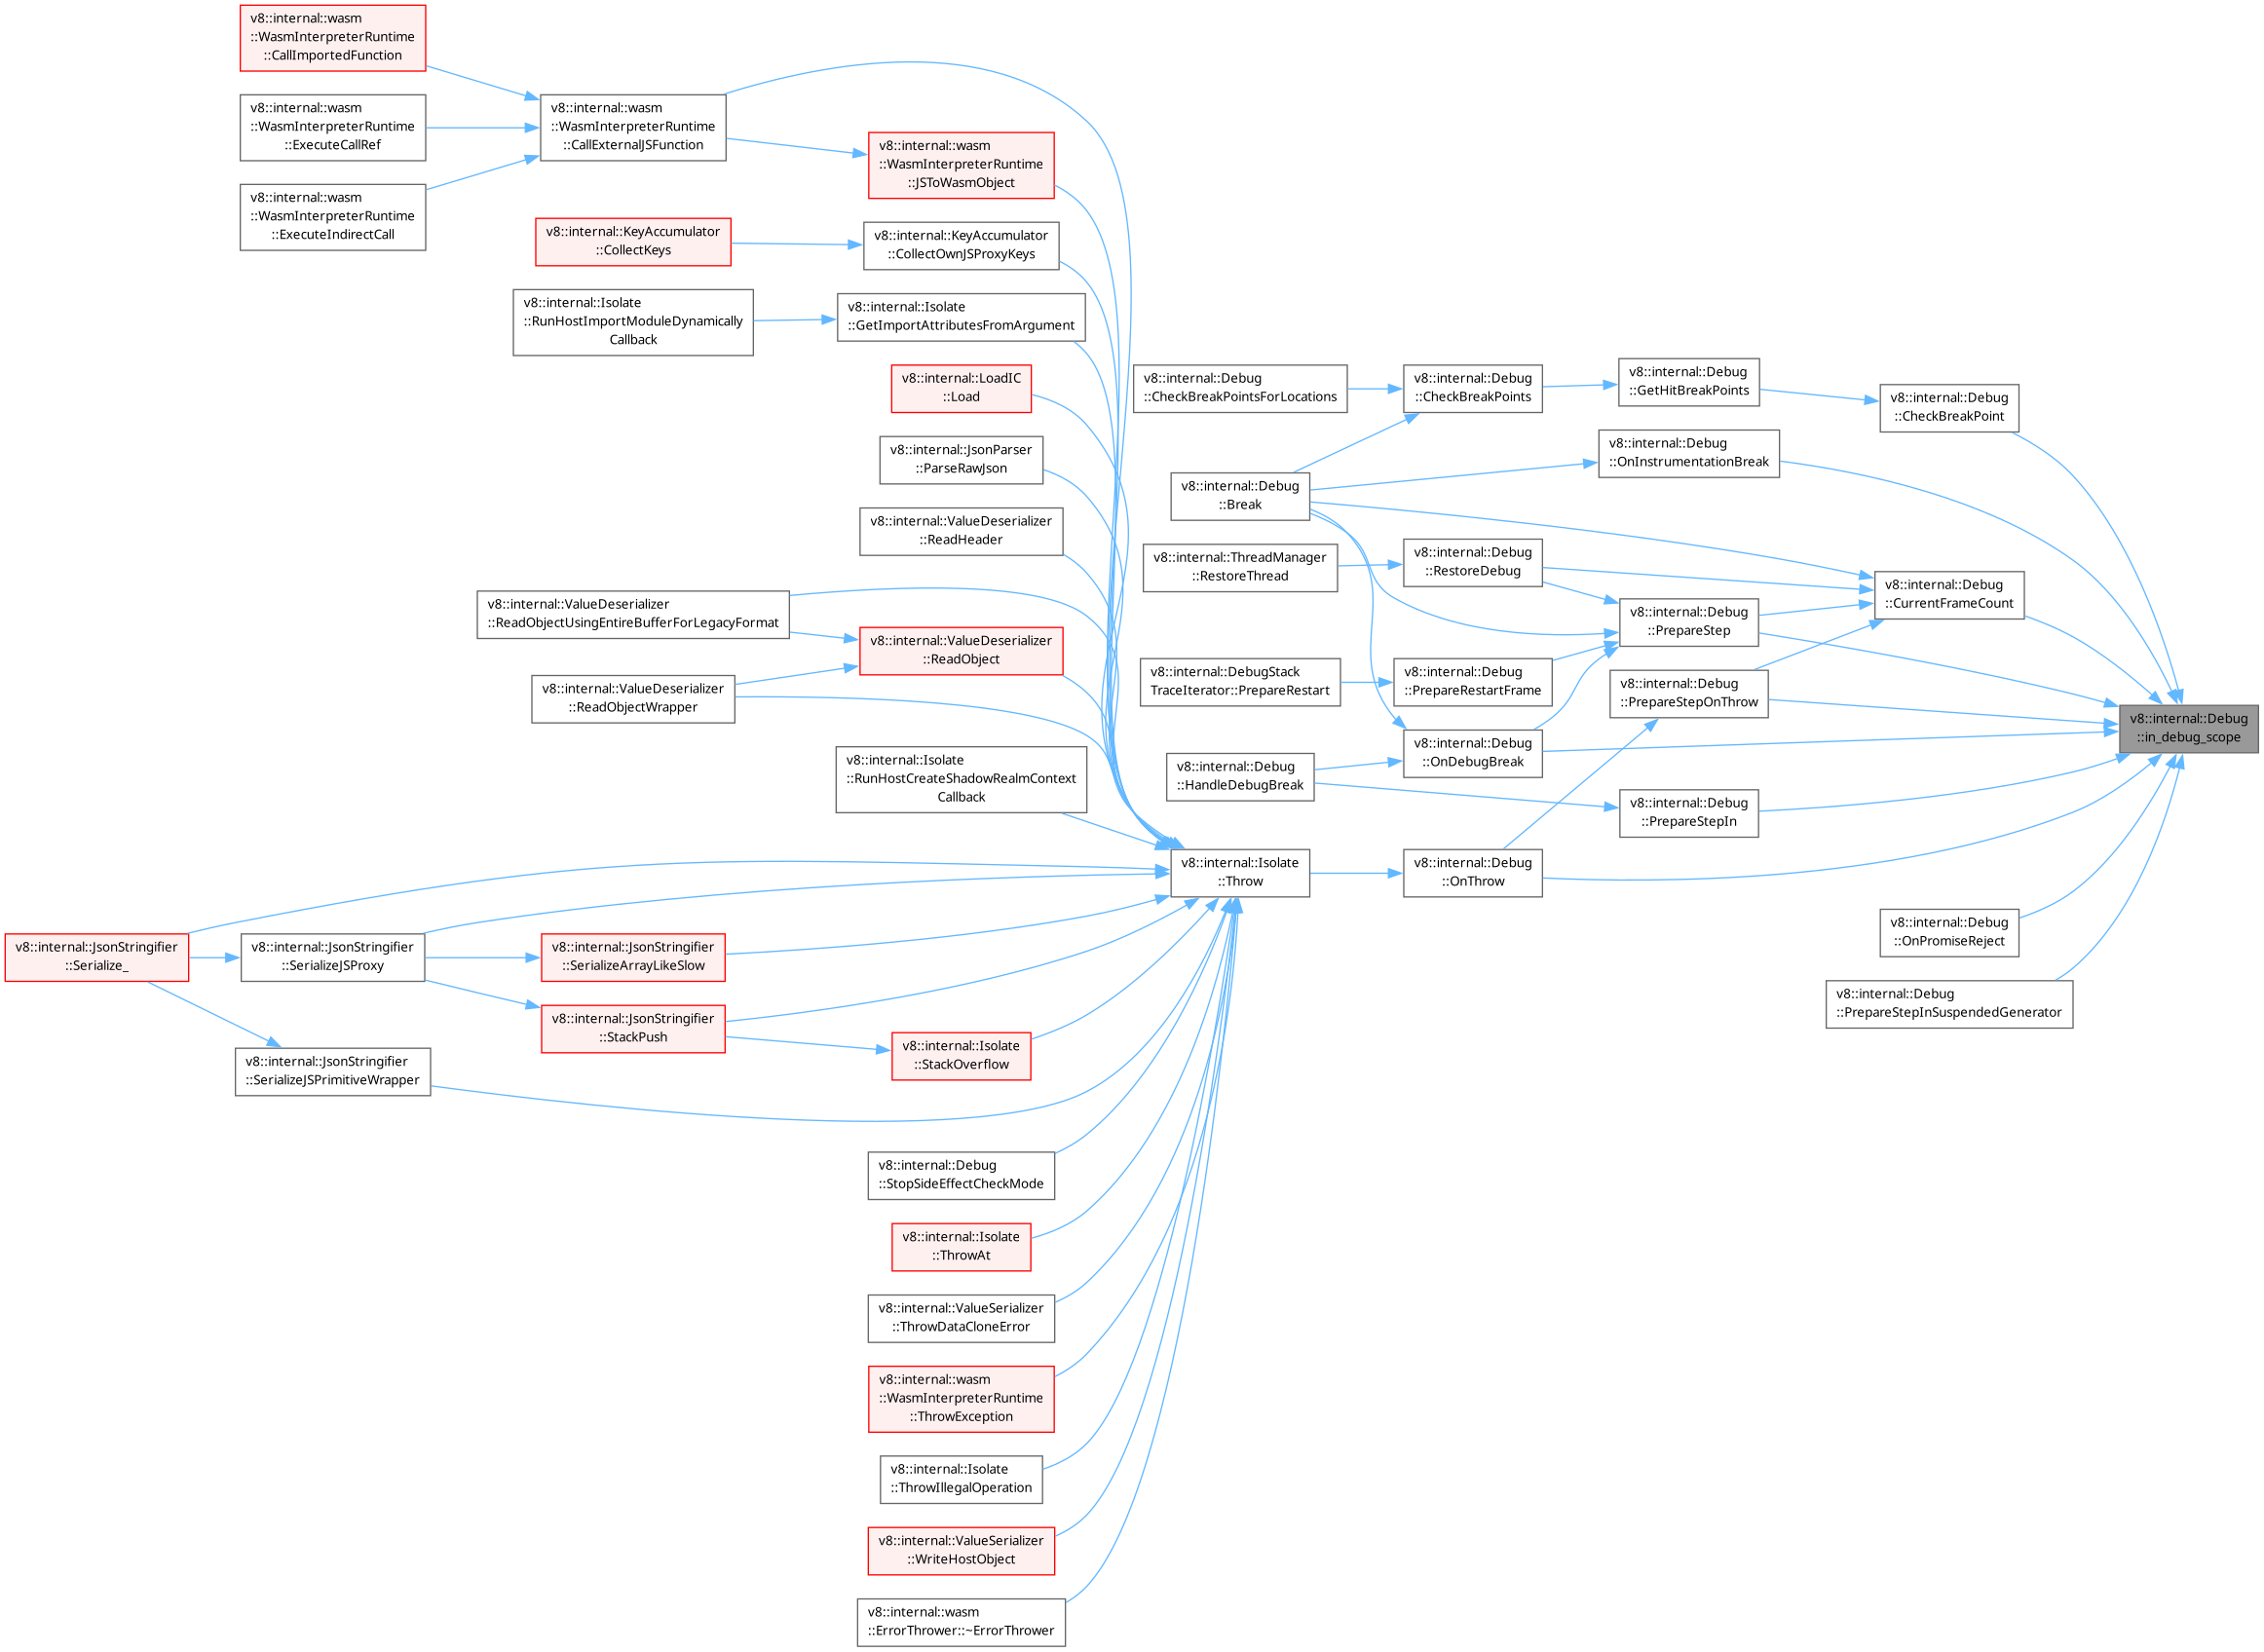 v8::internal::wasm
::WasmInterpreterRuntime
::CallImportedFunction
v8::internal::wasm
::WasmInterpreterRuntime
::ExecuteCallRef
v8::internal::wasm
::WasmInterpreterRuntime
::ExecuteIndirectCall
v8::internal::wasm
::WasmInterpreterRuntime
::CallExternalJSFunction
v8::internal::wasm
::WasmInterpreterRuntime
::JSToWasmObject
v8::internal::KeyAccumulator
::CollectKeys
v8::internal::KeyAccumulator
::CollectOwnJSProxyKeys
v8::internal::Isolate
::RunHostImportModuleDynamically
Callback
v8::internal::Isolate
::GetImportAttributesFromArgument
v8::internal::LoadIC
::Load
v8::internal::JsonParser
::ParseRawJson
v8::internal::ValueDeserializer
::ReadHeader
v8::internal::ValueDeserializer
::ReadObjectUsingEntireBufferForLegacyFormat
v8::internal::ValueDeserializer
::ReadObject
v8::internal::ValueDeserializer
::ReadObjectWrapper
v8::internal::Isolate
::RunHostCreateShadowRealmContext
Callback
v8::internal::Debug
::CheckBreakPointsForLocations
v8::internal::Debug
::CheckBreakPoints
v8::internal::Debug
::GetHitBreakPoints
v8::internal::Debug
::CheckBreakPoint
v8::internal::Debug
::OnInstrumentationBreak
v8::internal::Debug
::Break
v8::internal::ThreadManager
::RestoreThread
v8::internal::Debug
::RestoreDebug
v8::internal::Debug
::CurrentFrameCount
v8::internal::Debug
::PrepareStep
v8::internal::DebugStack
TraceIterator::PrepareRestart
v8::internal::Debug
::PrepareRestartFrame
v8::internal::Debug
::PrepareStepOnThrow
v8::internal::Debug
::in_debug_scope
v8::internal::Debug
::OnDebugBreak
v8::internal::Debug
::HandleDebugBreak
v8::internal::Debug
::PrepareStepIn
v8::internal::Isolate
::Throw
v8::internal::Debug
::OnThrow
v8::internal::Debug
::OnPromiseReject
v8::internal::Debug
::PrepareStepInSuspendedGenerator
v8::internal::JsonStringifier
::Serialize_
v8::internal::JsonStringifier
::SerializeJSProxy
v8::internal::JsonStringifier
::SerializeArrayLikeSlow
v8::internal::JsonStringifier
::StackPush
v8::internal::Isolate
::StackOverflow
v8::internal::JsonStringifier
::SerializeJSPrimitiveWrapper
v8::internal::Debug
::StopSideEffectCheckMode
v8::internal::Isolate
::ThrowAt
v8::internal::ValueSerializer
::ThrowDataCloneError
v8::internal::wasm
::WasmInterpreterRuntime
::ThrowException
v8::internal::Isolate
::ThrowIllegalOperation
v8::internal::ValueSerializer
::WriteHostObject
v8::internal::wasm
::ErrorThrower::~ErrorThrower